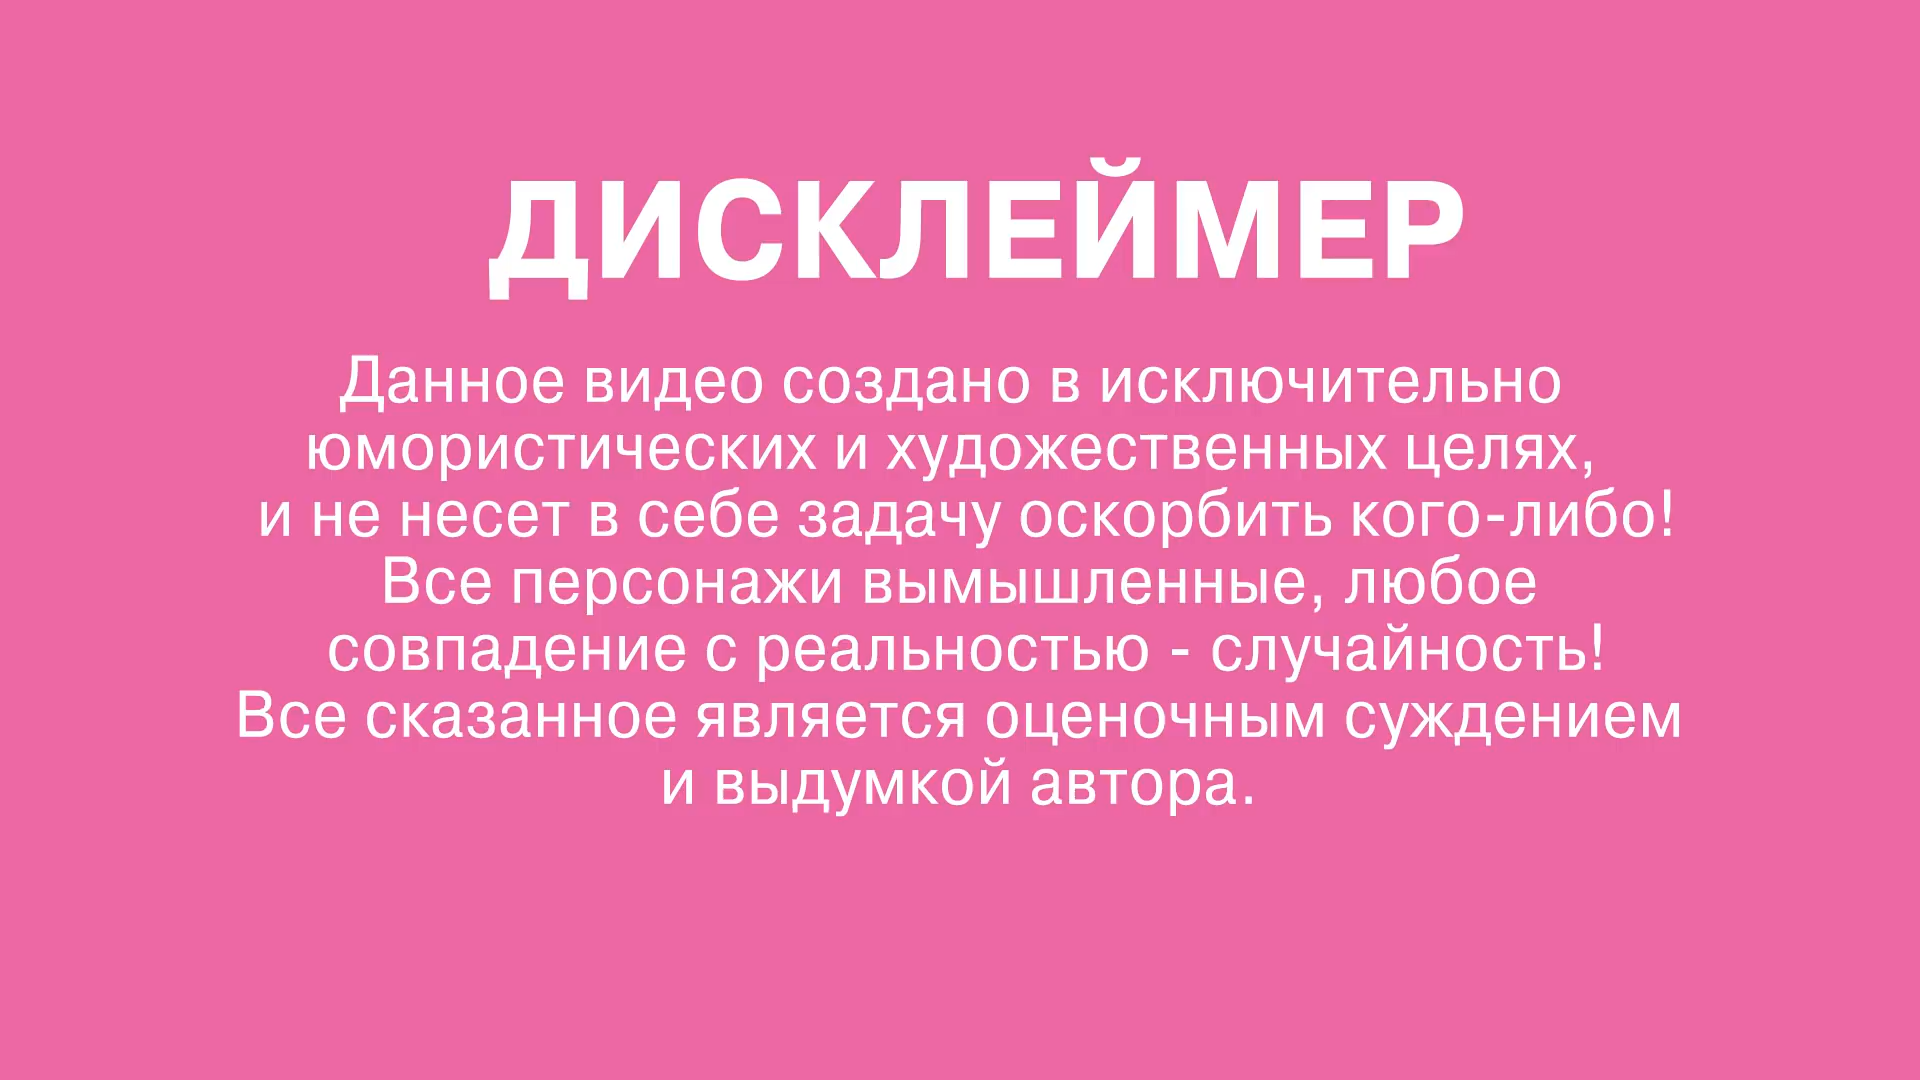 ДИСКЛЕЙМЕР
Данное видео создано в исключительно
юмористических и художественных целях,
и не несет в себе задачу оскорбить кого-либо!
Все персонажи вымышленные, любое
совпадение с реальностью - случайность!
Все сказанное является оценочным суждением
и выдумкой автора.